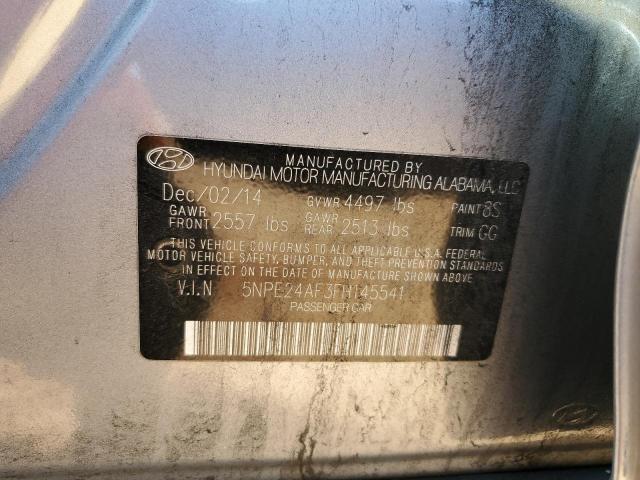 MANUFACTURED BY
HYUNDAI MOTOR MANUFACTURING ALABAMA, LLC
Dec/02/14 GVWR 4497 lbs PAINT 8S
GAWR FRONT 2557 lbs GAWR REAR 2513 lbs TRIM GG
THIS VEHICLE CONFORMS TO ALL APPLICABLE U.S.A. FEDERAL
MOTOR VEHICLE SAFETY, BUMPER, AND THEFT PREVENTION STANDARDS
IN EFFECT ON THE DATE OF MANUFACTURE SHOWN ABOVE.
V.I.N 5NPE24AF3FH145541
PASSENGER CAR